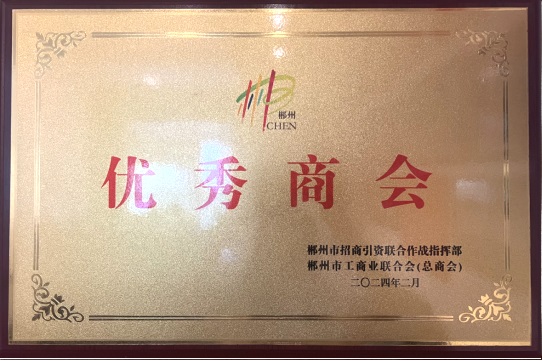 郴州
CHEN
优秀商会
郴州市招商引资联合作战指挥部
郴州市工商业联合会(总商会)
二〇二四年二月